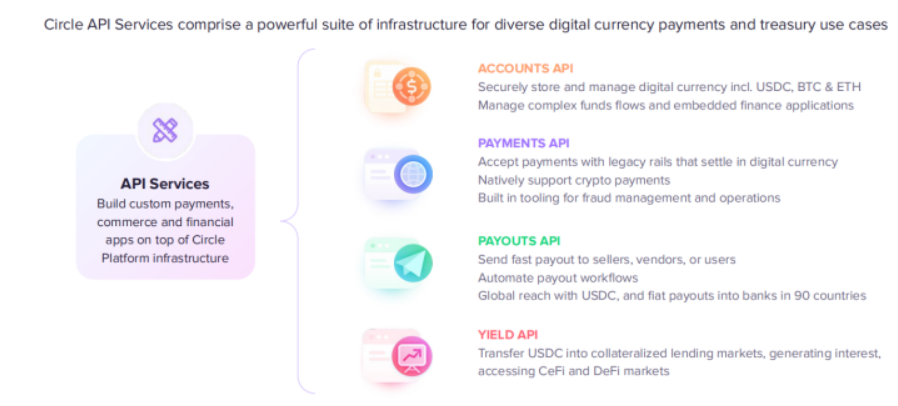 Circle API Services comprise a powerful suite of infrastructure for diverse digital currency payments and treasury use cases
API Services
Build custom payments,
commerce and financial
apps on top of Circle
Platform infrastructure
ACCOUNTS API
Securely store and manage digital currency incl. USDC, BTC & ETH
Manage complex funds flows and embedded finance applications
PAYMENTS API
Accept payments with legacy rails that settle in digital currency
Natively support crypto payments
Built in tooling for fraud management and operations
PAYOUTS API
Send fast payout to sellers, vendors, or users
Automate payout workflows
Global reach with USDC, and fiat payouts into banks in 90 countries
YIELD API
Transfer USDC into collateralized lending markets, generating interest,
accessing CeFi and DeFi markets